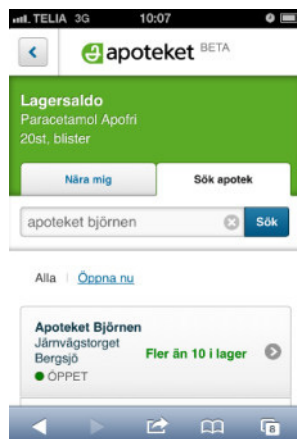 TELIA 3G 10:07
apoteket BETA
Lagersaldo
Paracetamol Apofri
20st, blister
Nära mig Sök apotek
apoteket björnen Sök
Alla Öppna nu
Apoteket Björnen
Järnvägstorget
Bergsjö Fler än 10 i lager
ÖPPET
8